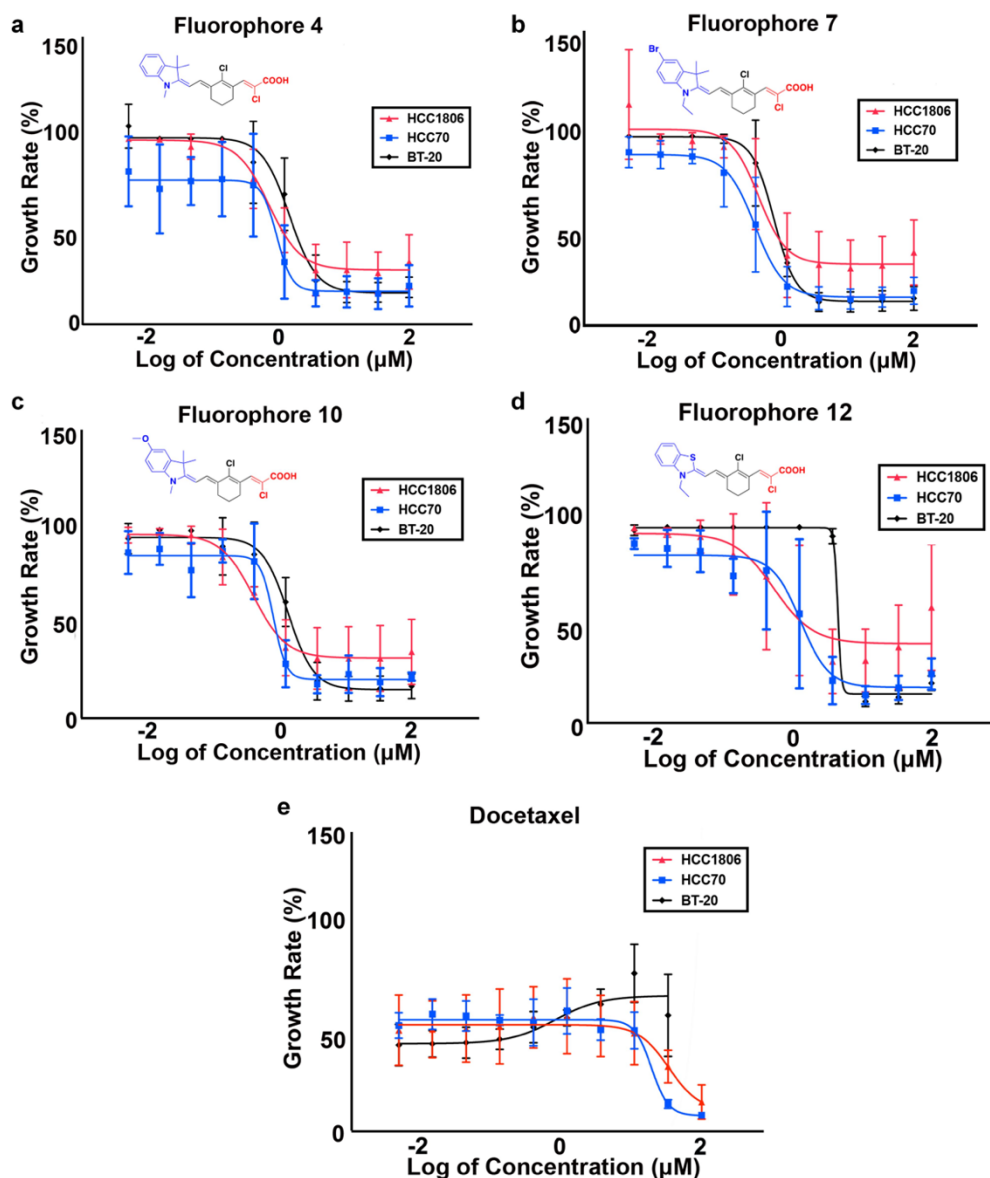 a
Fluorophore 4
150
100
50
0
Growth Rate (%)
Cl
COOH
Cl
N
HCC1806
HCC70
BT-20
-2 0 2
Log of Concentration (µM)
b
Fluorophore 7
150
100
50
0
Growth Rate (%)
Br
Cl
COOH
Cl
N
HCC1806
HCC70
BT-20
-2 0 2
Log of Concentration (µM)
c
Fluorophore 10
150
100
50
0
Growth Rate (%)
O
Cl
COOH
Cl
N
HCC1806
HCC70
BT-20
-2 0 2
Log of Concentration (µM)
d
Fluorophore 12
150
100
50
0
Growth Rate (%)
S
Cl
COOH
Cl
N
HCC1806
HCC70
BT-20
-2 0 2
Log of Concentration (µM)
e
Docetaxel
150
100
50
0
Growth Rate (%)
HCC1806
HCC70
BT-20
-2 0 2
Log of Concentration (µM)